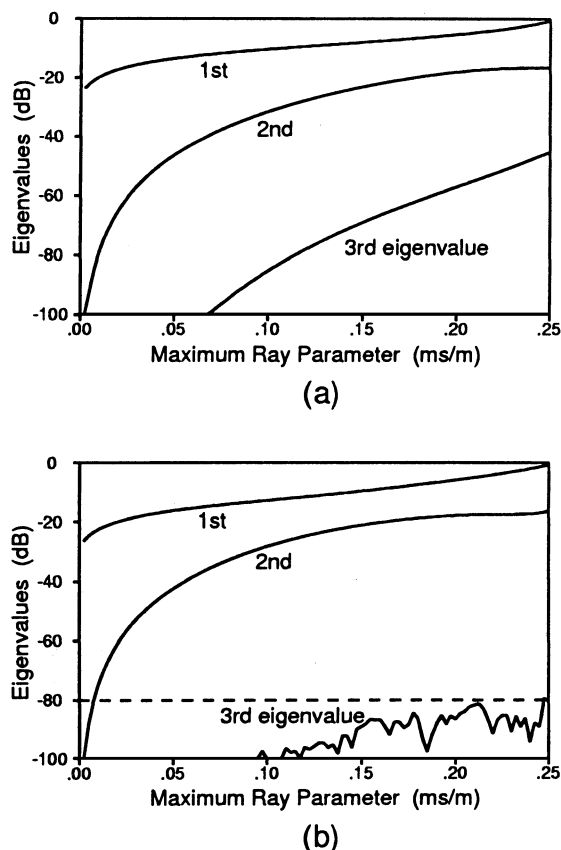 0
-20
-40
-60
-80
-100
Eigenvalues (dB)
1st
2nd
3rd eigenvalue
.00 .05 .10 .15 .20 .25
Maximum Ray Parameter (ms/m)
(a)
0
-20
-40
-60
-80
-100
Eigenvalues (dB)
1st
2nd
3rd eigenvalue
.00 .05 .10 .15 .20 .25
Maximum Ray Parameter (ms/m)
(b)